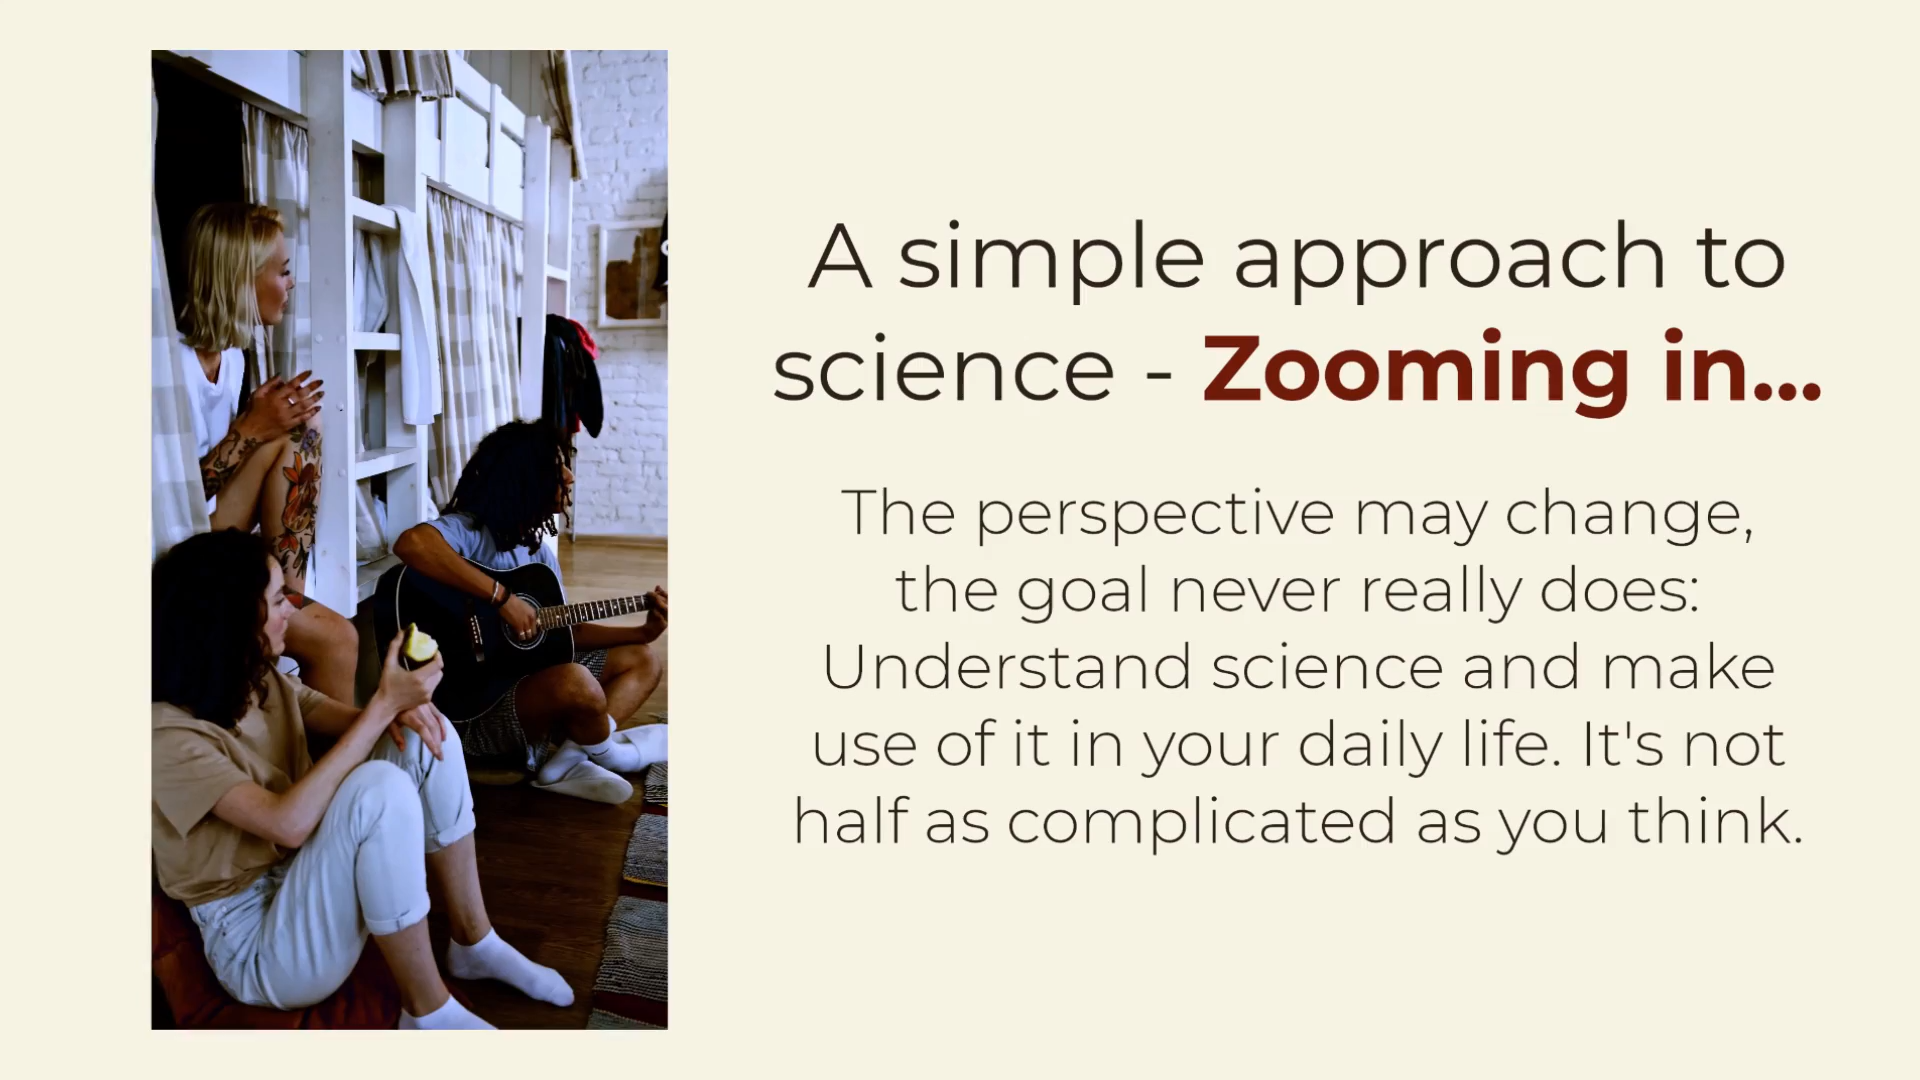 A simple approach to
science - Zooming in...
The perspective may change,
the goal never really does:
Understand science and make
use of it in your daily life. It's not
half as complicated as you think.